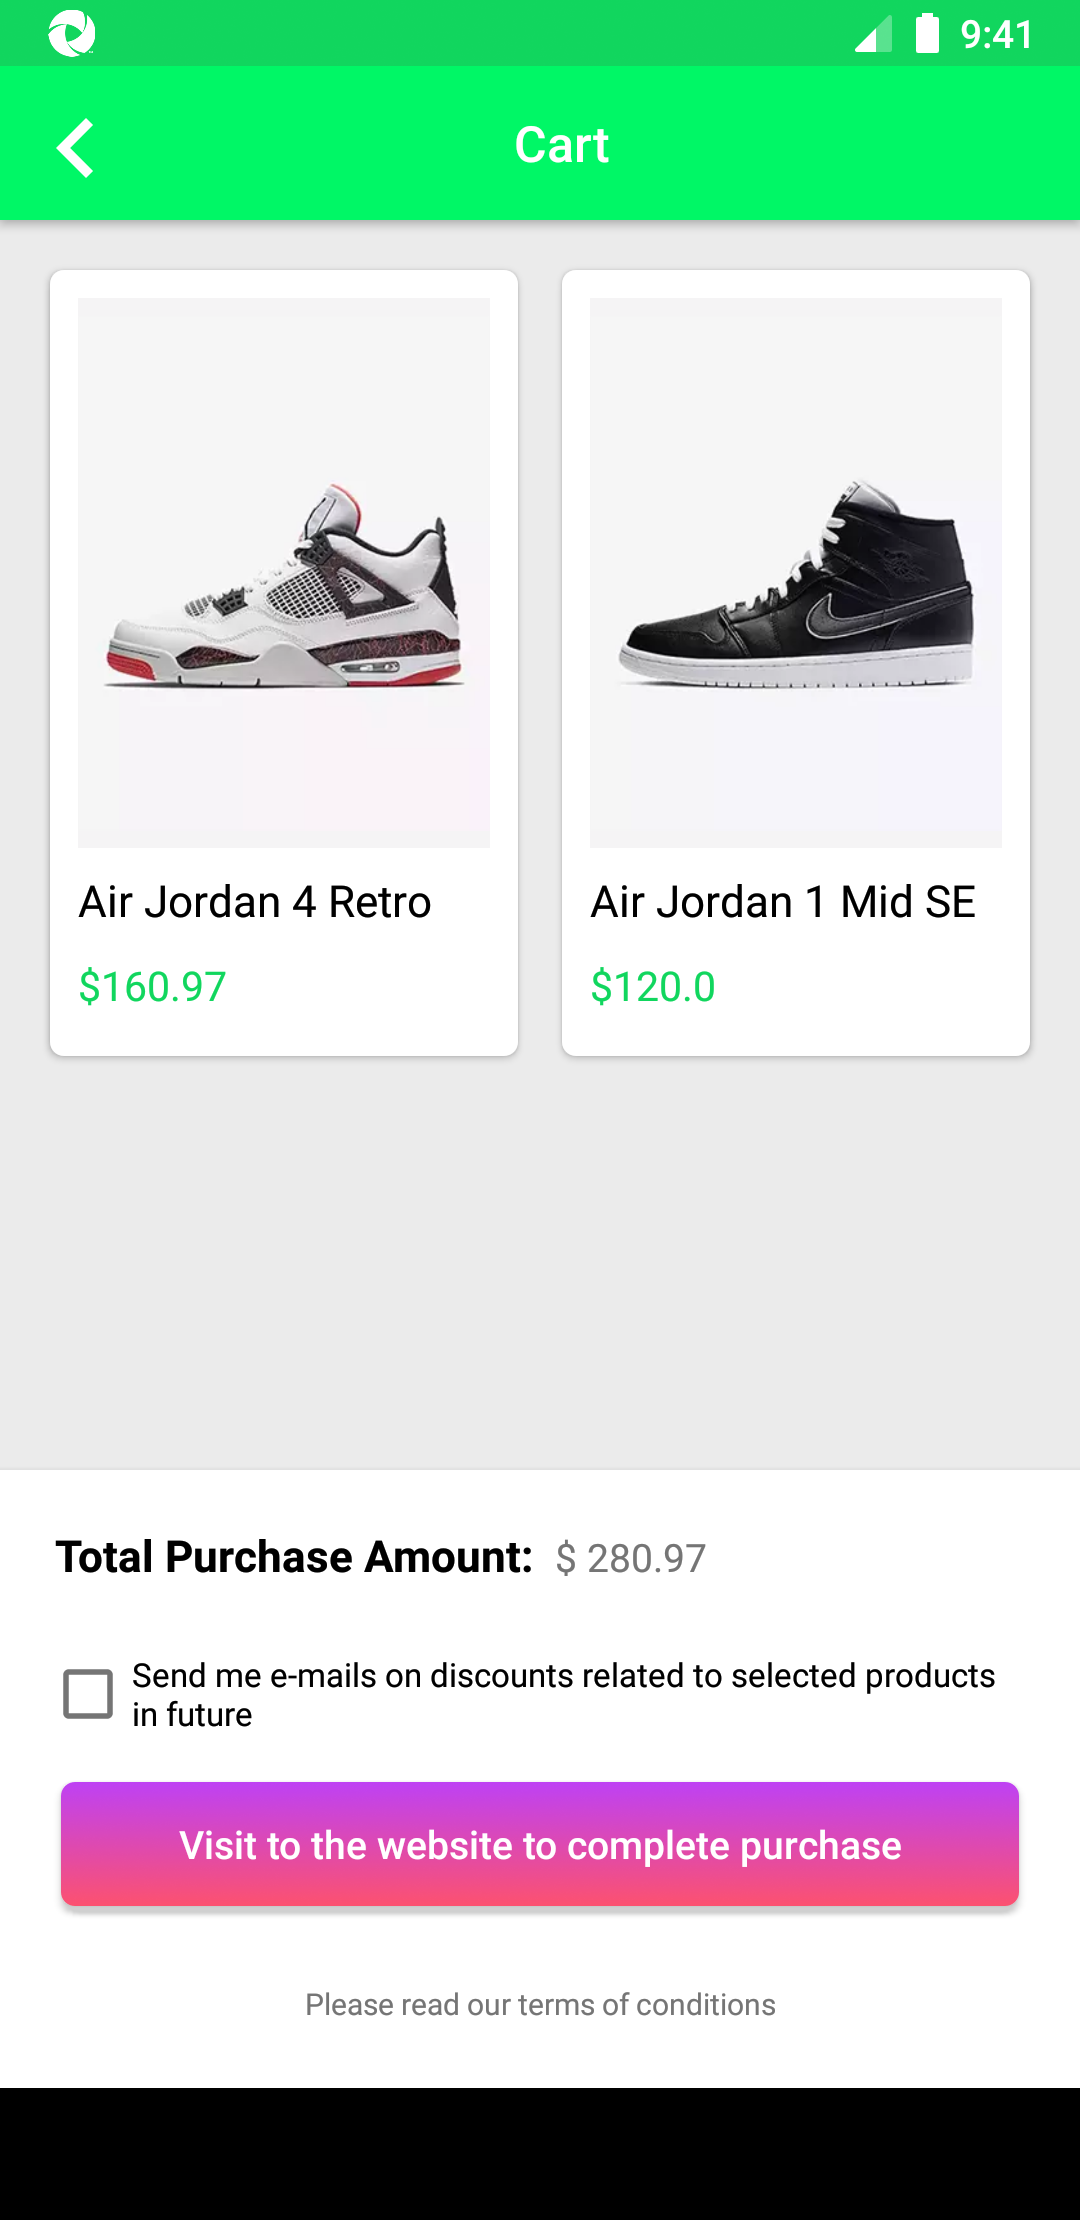 9:41
Cart
Air Jordan 4 Retro
$160.97
Air Jordan 1 Mid SE
$120.0
Total Purchase Amount: $ 280.97
Send me e-mails on discounts related to selected products
in future
Visit to the website to complete purchase
Please read our terms of conditions